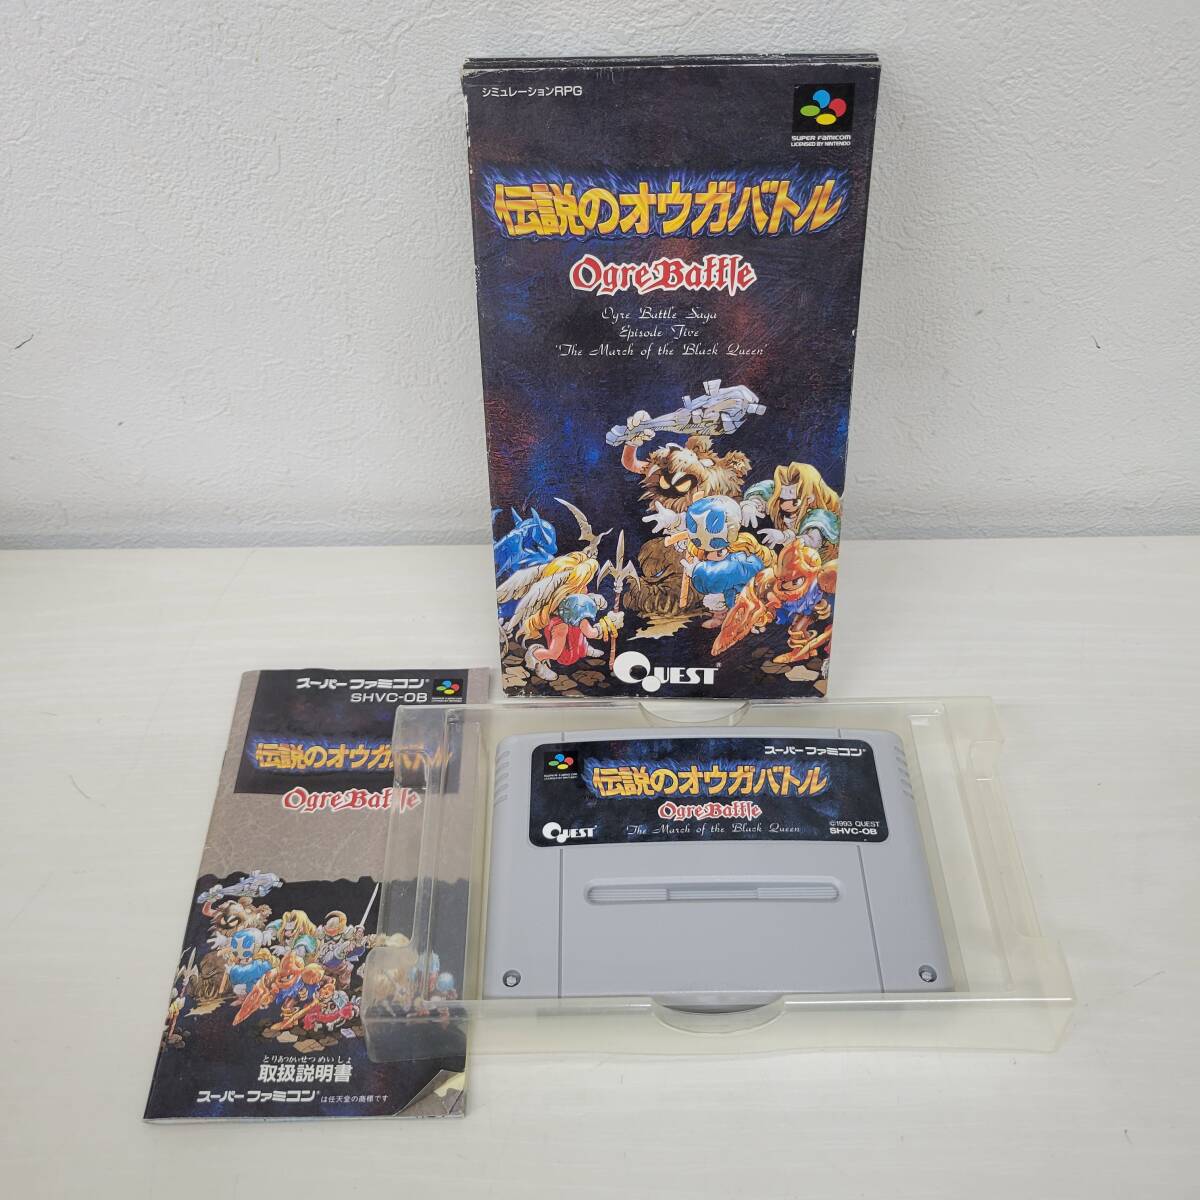 シミュレーションRPG
SUPER FAMICOM
LICENSED BY NINTENDO
伝説のオウガバトル
Ogre Battle
Ogre Battle Saga
Episode Five
'The March of the Black Queen'
QUEST
スーパーファミコン
SHVC-OB
伝説のオウガバトル
Ogre Battle
とりあつかいせつめいしょ
取扱説明書
スーパーファミコンは任天堂の商標です
スーパーファミコン
SUPER FAMICOM
伝説のオウガバトル
Ogre Battle
QUEST
The March of the Black Queen
©1993 QUEST
SHVC-OB